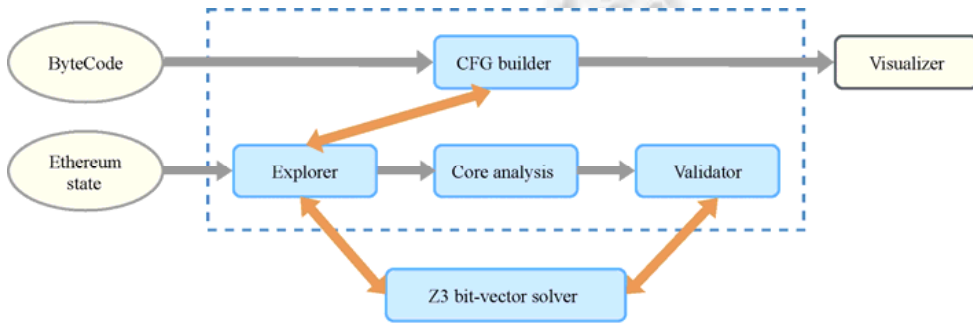 ByteCode
CFG builder
Visualizer
Ethereum
state
Explorer
Core analysis
Validator
Z3 bit-vector solver